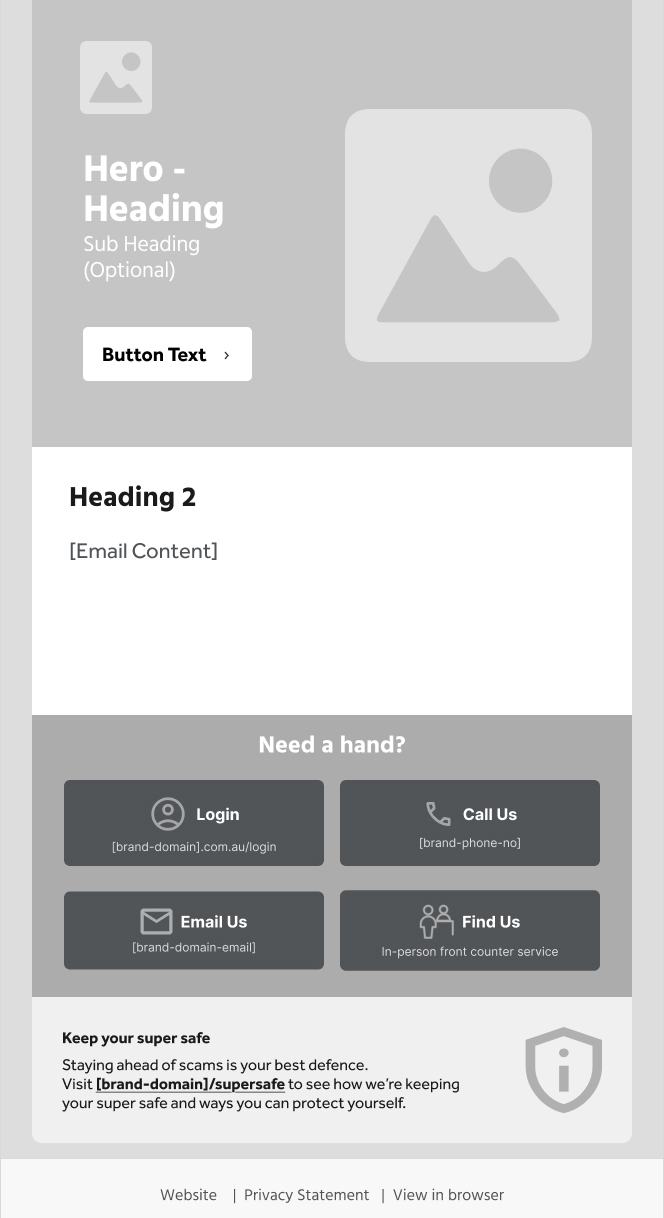 Hero -
Heading
Sub Heading
(Optional)
Button Text ›
Heading 2
[Email Content]
Need a hand?
Login
[brand-domain].com.au/login
Call Us
[brand-phone-no]
Email Us
[brand-domain-email]
Find Us
In-person front counter service
Keep your super safe
Staying ahead of scams is your best defence.
Visit [brand-domain]/supersafe to see how we’re keeping
your super safe and ways you can protect yourself.
Website | Privacy Statement | View in browser